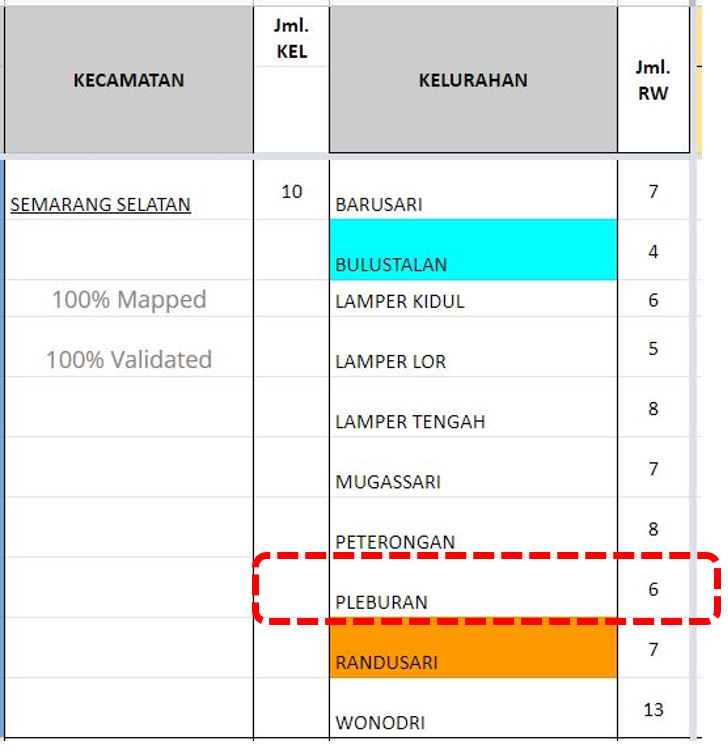 KECAMATAN
Jml.
KEL
KELURAHAN
Jml.
RW
SEMARANG SELATAN
10
BARUSARI
7
BULUSTALAN
4
100% Mapped
LAMPER KIDUL
6
100% Validated
LAMPER LOR
5
LAMPER TENGAH
8
MUGASSARI
7
PETERONGAN
8
PLEBURAN
6
RANDUSARI
7
WONODRI
13